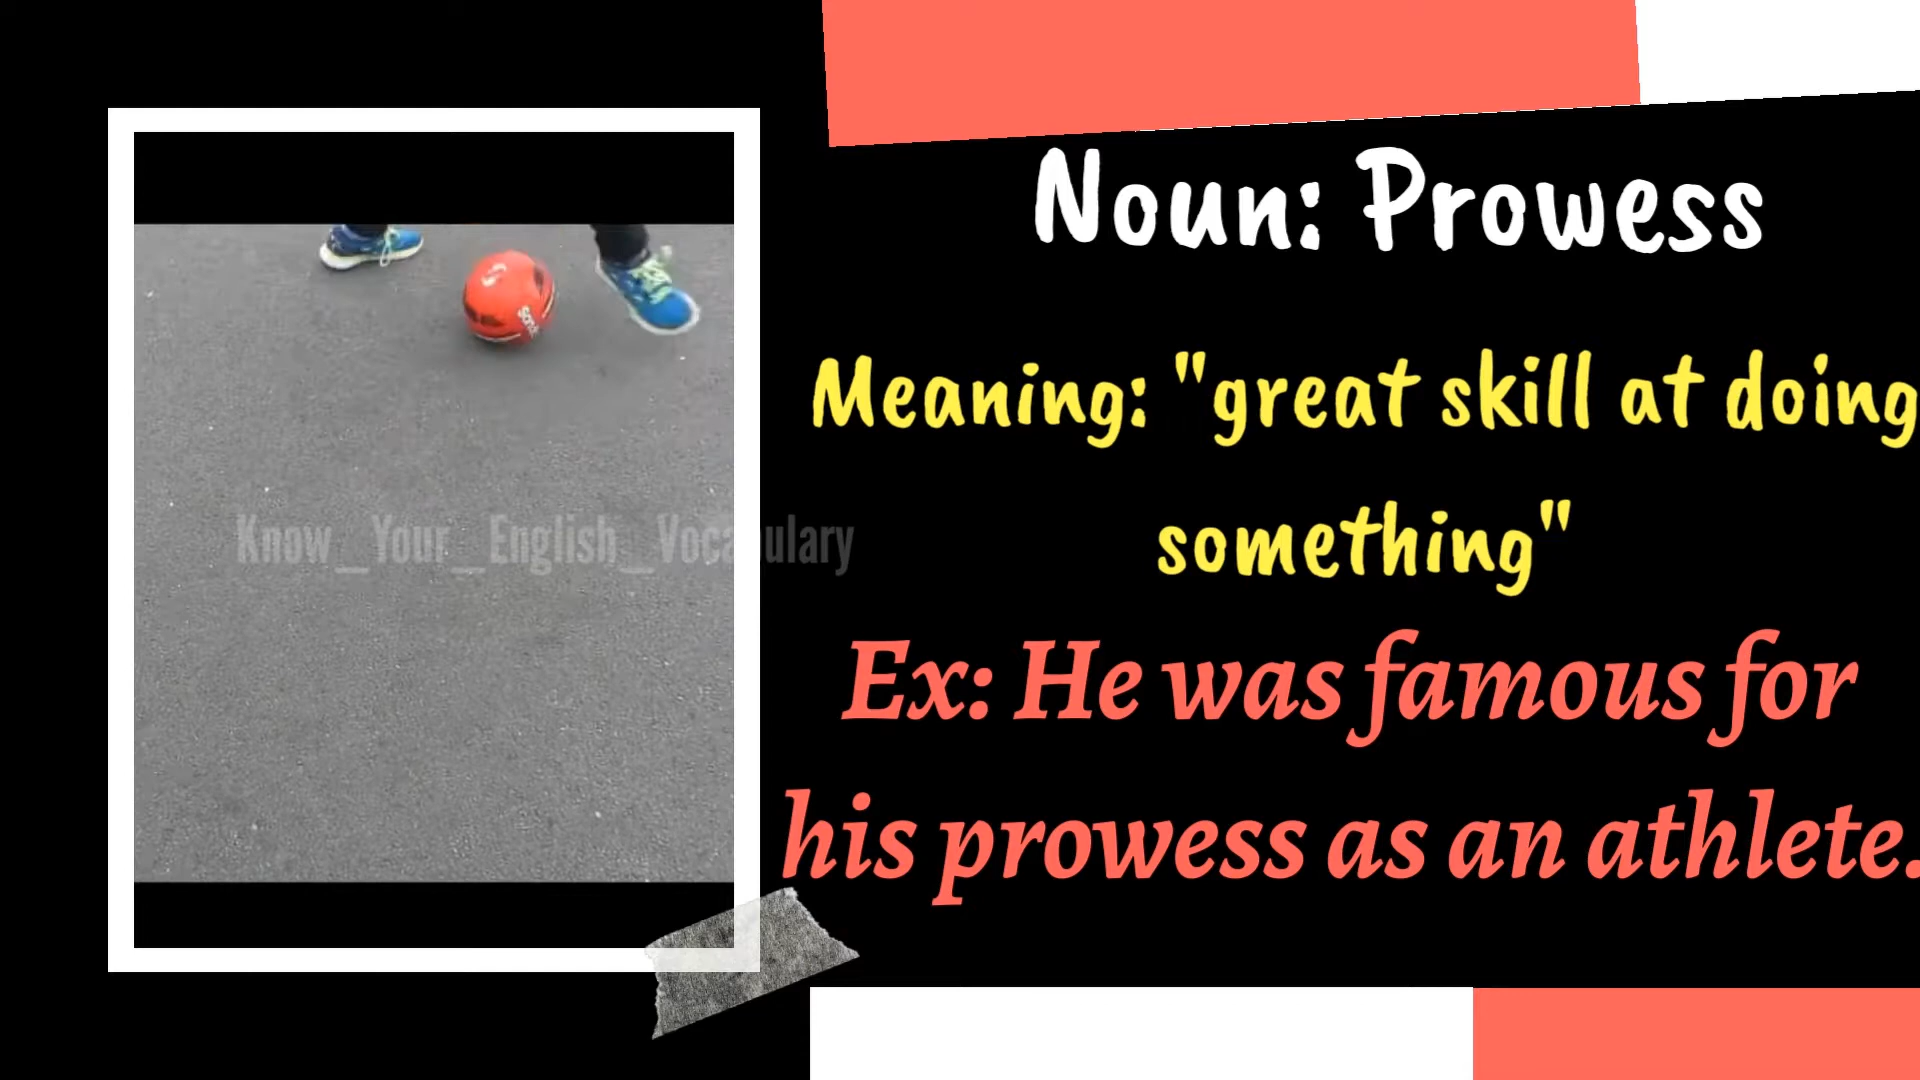 Noun: Prowess
Meaning: "great skill at doing
something"
Know_Your_English_Vocabulary
Ex: He was famous for
his prowess as an athlete.